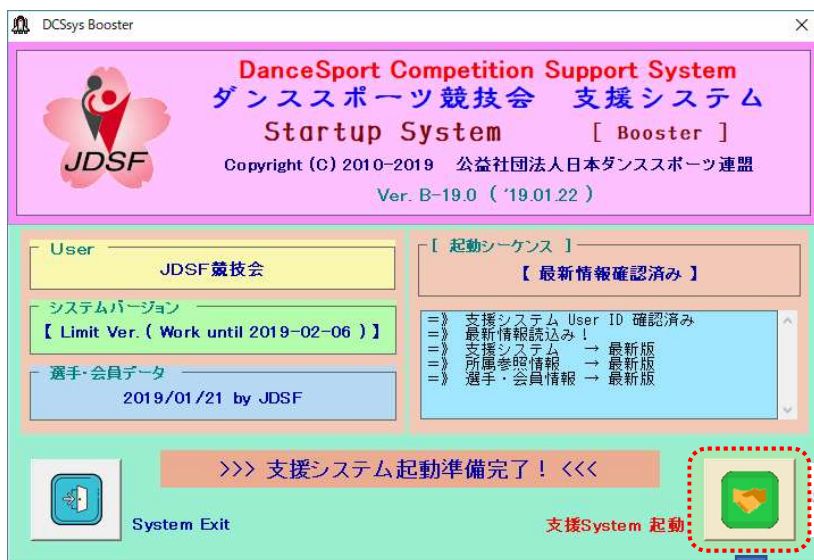 DCSsys Booster
JDSF
DanceSport Competition Support System
ダンススポーツ競技会 支援システム
Startup System [ Booster ]
Copyright (C) 2010-2019 公益社団法人日本ダンススポーツ連盟
Ver. B-19.0 ( '19.01.22 )
User
JDSF競技会
システムバージョン
【 Limit Ver. ( Work until 2019-02-06 ) 】
選手・会員データ
2019/01/21 by JDSF
[ 起動シーケンス ]
【 最新情報確認済み 】
=》 支援システム User ID 確認済み
=》 最新情報読込み！
=》 支援システム → 最新版
=》 所属参照情報 → 最新版
=》 選手・会員情報 → 最新版
>>> 支援システム起動準備完了！ <<<
System Exit
支援System 起動